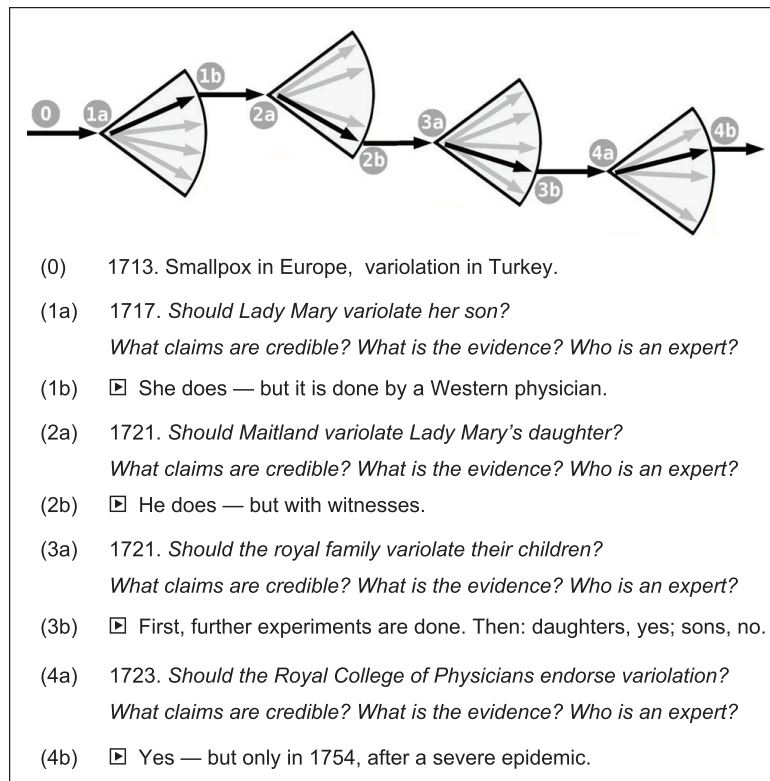 0
1a
1b
2a
2b
3a
3b
4a
4b
(0) 1713. Smallpox in Europe, variolation in Turkey.
(1a) 1717. Should Lady Mary variolate her son?
What claims are credible? What is the evidence? Who is an expert?
(1b) She does — but it is done by a Western physician.
(2a) 1721. Should Maitland variolate Lady Mary's daughter?
What claims are credible? What is the evidence? Who is an expert?
(2b) He does — but with witnesses.
(3a) 1721. Should the royal family variolate their children?
What claims are credible? What is the evidence? Who is an expert?
(3b) First, further experiments are done. Then: daughters, yes; sons, no.
(4a) 1723. Should the Royal College of Physicians endorse variolation?
What claims are credible? What is the evidence? Who is an expert?
(4b) Yes — but only in 1754, after a severe epidemic.